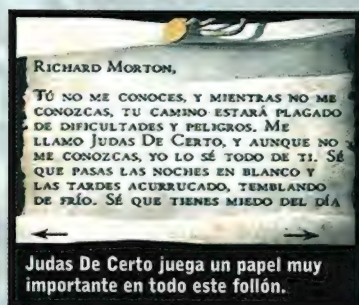 RICHARD MORTON,
TÚ NO ME CONOCES, Y MIENTRAS NO ME
CONOZCAS, TU CAMINO ESTARÁ PLAGADO
DE DIFICULTADES Y PELIGROS. ME
LLAMO JUDAS DE CERTO, Y AUNQUE NO
ME CONOZCAS, YO LO SÉ TODO DE TI. SÉ
QUE PASAS LAS NOCHES EN BLANCO Y
LAS TARDES ACURRUCADO, TEMBLANDO
DE FRÍO. SÉ QUE TIENES MIEDO DEL DÍA
Judas De Certo juega un papel muy
importante en todo este follón.